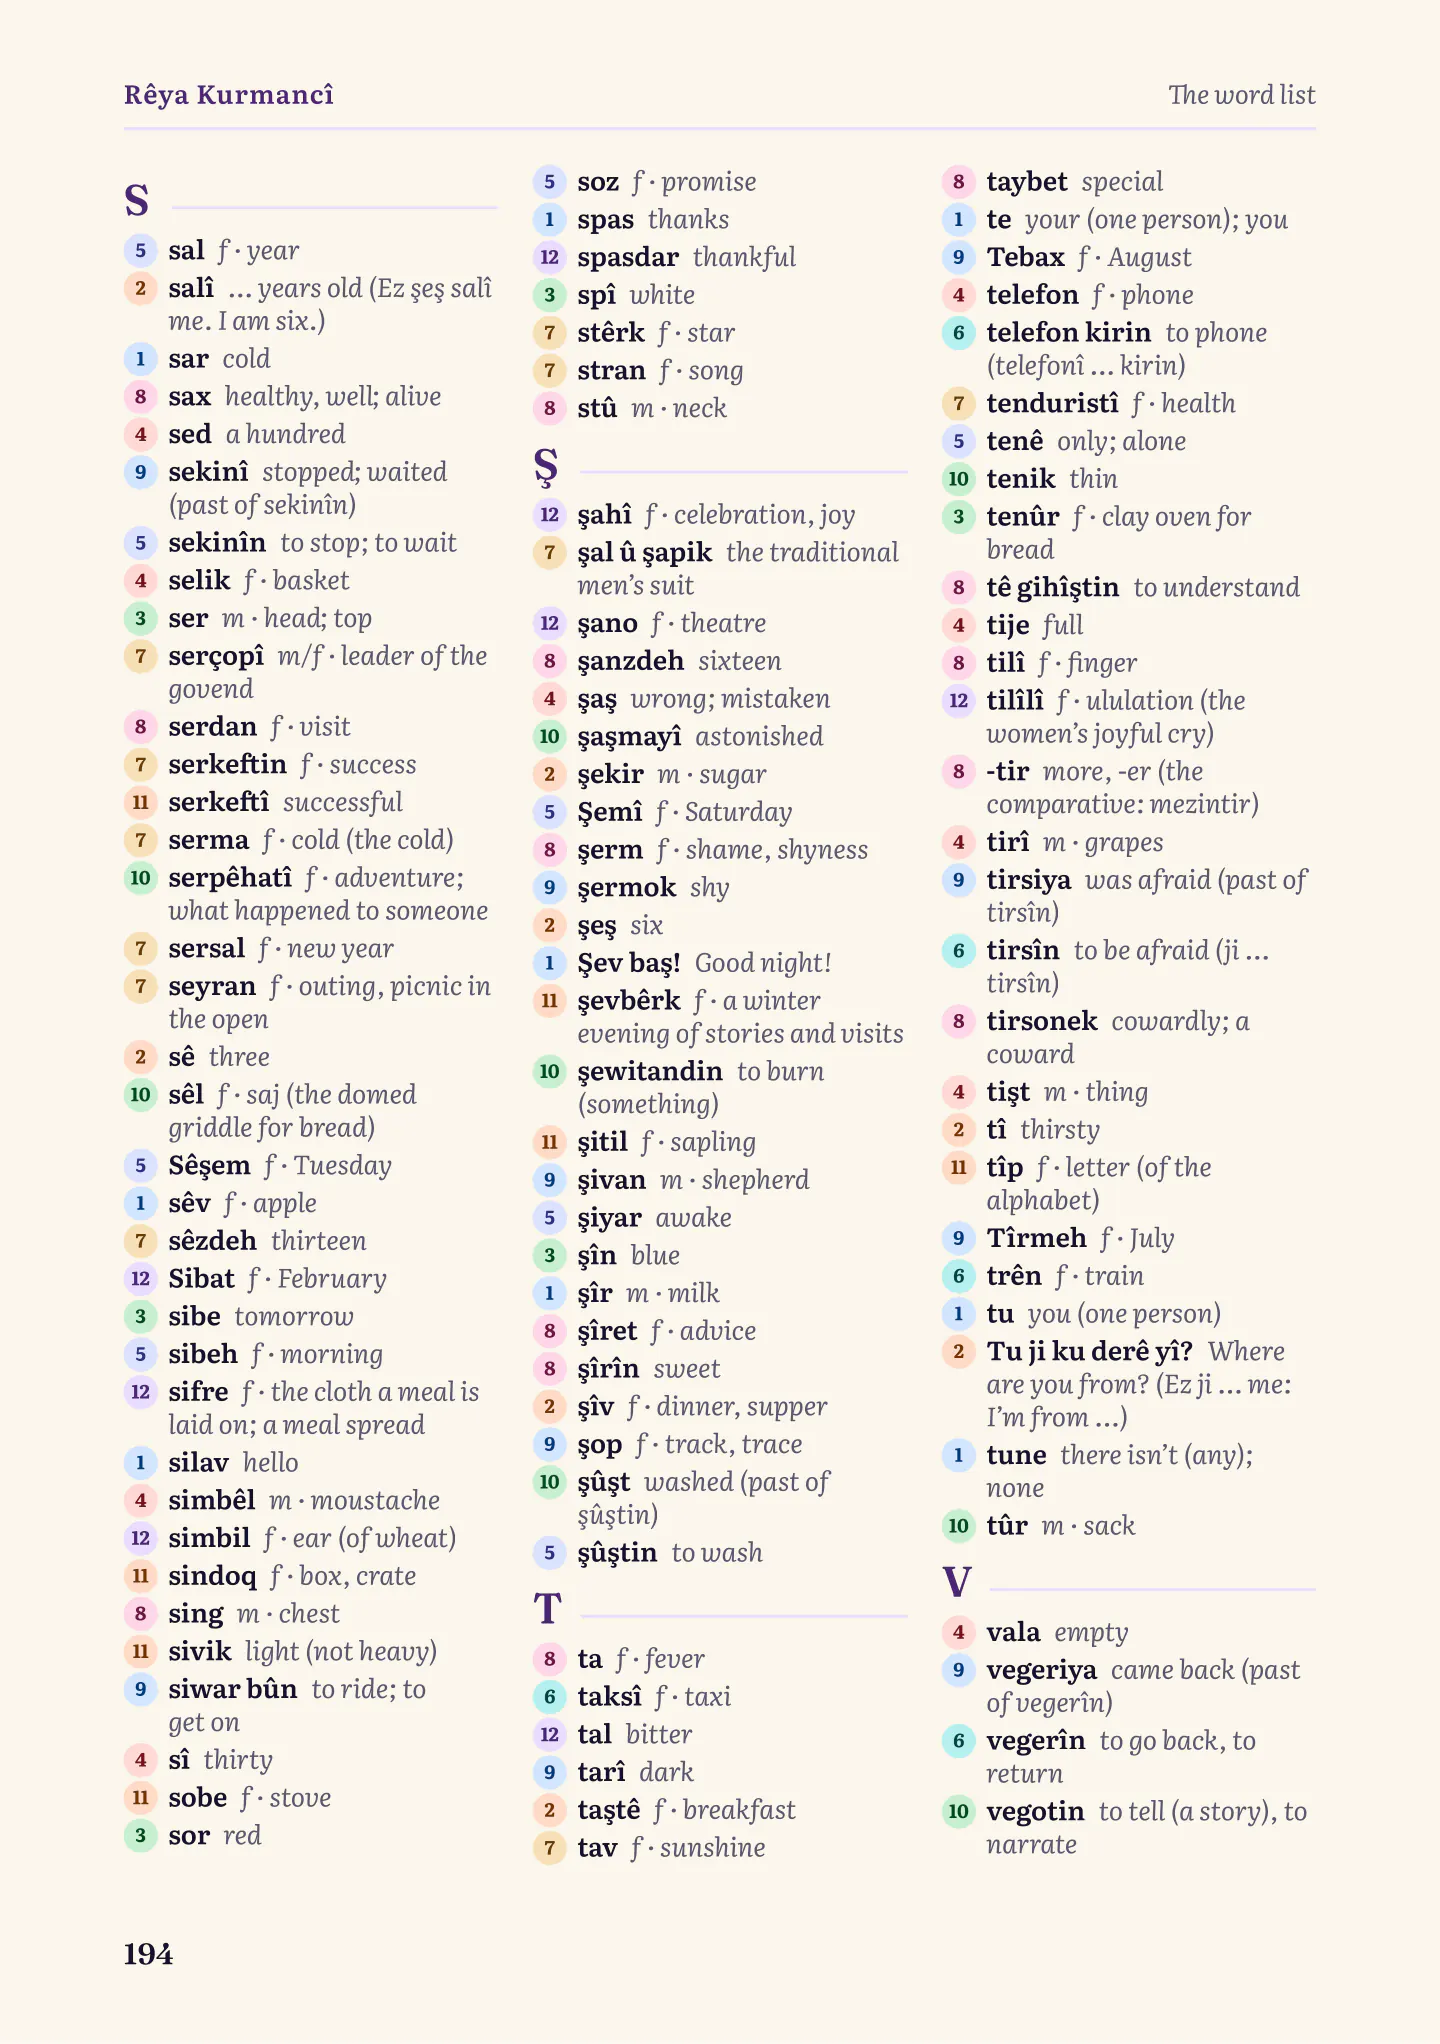 Rêya Kurmancî
The word list
S
5 sal f · year
2 salî ... years old (Ez şeş salî
me. I am six.)
1 sar cold
8 sax healthy, well; alive
4 sed a hundred
9 sekinî stopped; waited
(past of sekinîn)
5 sekinîn to stop; to wait
4 selik f · basket
3 ser m · head; top
7 serçopî m/f · leader of the
govend
8 serdan f · visit
7 serkeftin f · success
11 serkeftî successful
7 serma f · cold (the cold)
10 serpêhatî f · adventure;
what happened to someone
7 sersal f · new year
7 seyran f · outing, picnic in
the open
2 sê three
10 sêl f · saj (the domed
griddle for bread)
5 Sêşem f · Tuesday
1 sêv f · apple
7 sêzdeh thirteen
12 Sibat f · February
3 sibe tomorrow
5 sibeh f · morning
12 sifre f · the cloth a meal is
laid on; a meal spread
1 silav hello
4 simbêl m · moustache
12 simbil f · ear (of wheat)
11 sindoq f · box, crate
8 sing m · chest
11 sivik light (not heavy)
9 siwar bûn to ride; to
get on
4 sî thirty
11 sobe f · stove
3 sor red
5 soz f · promise
1 spas thanks
12 spasdar thankful
3 spî white
7 stêrk f · star
7 stran f · song
8 stû m · neck
Ş
12 şahî f · celebration, joy
7 şal û şapik the traditional
men's suit
12 şano f · theatre
8 şanzdeh sixteen
4 şaş wrong; mistaken
10 şaşmayî astonished
2 şekir m · sugar
5 Şemî f · Saturday
8 şerm f · shame, shyness
9 şermok shy
2 şeş six
1 Şev baş! Good night!
11 şevbêrk f · a winter
evening of stories and visits
10 şewitandin to burn
(something)
11 şitil f · sapling
9 şivan m · shepherd
5 şiyar awake
3 şîn blue
1 şîr m · milk
8 şîret f · advice
8 şîrîn sweet
2 şîv f · dinner, supper
9 şop f · track, trace
10 şûşt washed (past of
şûştin)
5 şûştin to wash
T
8 ta f · fever
6 taksî f · taxi
12 tal bitter
9 tarî dark
2 taştê f · breakfast
7 tav f · sunshine
8 taybet special
1 te your (one person); you
9 Tebax f · August
4 telefon f · phone
6 telefon kirin to phone
(telefonî ... kirin)
7 tenduristî f · health
5 tenê only; alone
10 tenik thin
3 tenûr f · clay oven for
bread
8 tê gihîştin to understand
4 tije full
8 tilî f · finger
12 tilîlî f · ululation (the
women's joyful cry)
8 -tir more, -er (the
comparative: mezintir)
4 tirî m · grapes
9 tirsiya was afraid (past of
tirsîn)
6 tirsîn to be afraid (ji ...
tirsîn)
8 tirsonek cowardly; a
coward
4 tişt m · thing
2 tî thirsty
11 tîp f · letter (of the
alphabet)
9 Tîrmeh f · July
6 trên f · train
1 tu you (one person)
2 Tu ji ku derê yî? Where
are you from? (Ez ji ... me:
I'm from ...)
1 tune there isn't (any);
none
10 tûr m · sack
V
4 vala empty
9 vegeriya came back (past
of vegerîn)
6 vegerîn to go back, to
return
10 vegotin to tell (a story), to
narrate
194